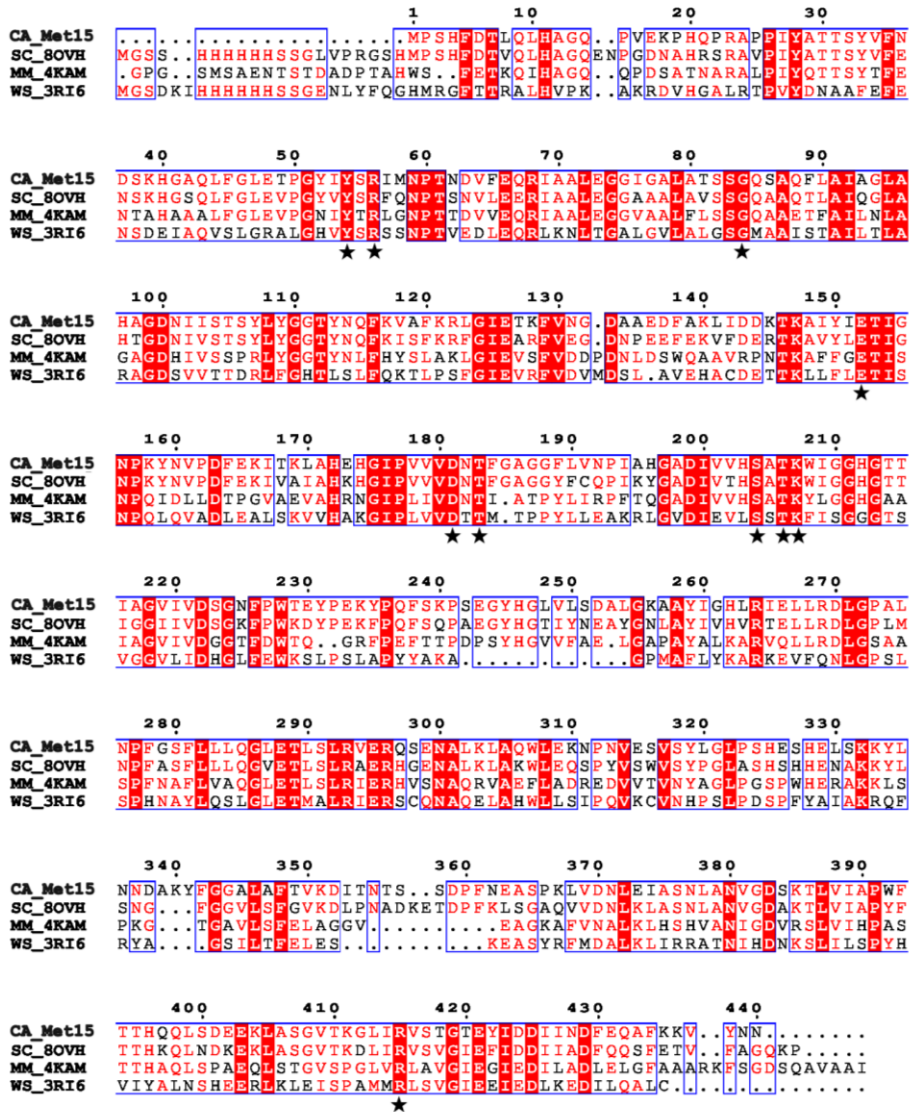 1 10 20 30
CA_Met15 ......................MPSHFDTLQLHAGQ..PVEKPHQPRAPPIYATTSYVFN
SC_8OVH MGSS..HHHHHHSSGLVPRGSHMPSHFDTVQLHAGQENPGDNAHRSRAVPIYATTSYVFN
MM_4KAM .GPG..SMSAENTSTDADPTAHWS..FETKQIHAGQ..QPDSATNARALPIYQTTSYTFE
WS_3RI6 MGSDKIHHHHHHSSGENLYFQGHMRGFTTRALHVPK..AKRDVHGALRTPVYDNAAFEFE
40 50 60 70 80 90
CA_Met15 DSKHGAQLFGLETPGYIYSRIMNPTNDVFEQRIAALEGGIGALATSSGQSAQFLAIAGLA
SC_8OVH NSKHGSQLFGLEVPGYVYSRFQNPTSNVLEERIAALEGGAAALAVSSGQAAQTLAIQGLA
MM_4KAM NTAHAAALFGLEVPGNIYTRLGNPTTDVVEQRIAALEGGVAALFLSSGQAAETFAILNLA
WS_3RI6 NSDEIAQVSLGRALGHVYSRSSNPTVEDLEQRLKNLTGALGVLALGSGMAAISTAILTLA
★ ★ ★
100 110 120 130 140 150
CA_Met15 HAGDNIISTSYLYGGTYNQFKVAFKRLGIETKFVNG.DAAEDFAKLIDDKTKAIYIETIG
SC_8OVH HTGDNIVSTSYLYGGTYNQFKISFKRFGIEARFVEG.DNPEEFEKVFDERTKAVYLETIG
MM_4KAM GAGDHIVSSPRLYGGTYNLFHYSLAKLGIEVSFVDDPDNLDSWQAAVRPNTKAFFGETIS
WS_3RI6 RAGDSVVTTDRLFGHTLSLFQKTLPSFGIEVRFVDVMDSL.AVEHACDETTKLLFLETIS
★
160 170 180 190 200 210
CA_Met15 NPKYNVPDFEKITKLAHEHGIPVVVDNTFGAGGFLVNPIAHGADIVVHSATKWIGGHGTT
SC_8OVH NPKYNVPDFEKIVAIAHKHGIPVVVDNTFGAGGYFCQPIKYGADIVTHSATKWIGGHGTT
MM_4KAM NPQIDLLDTPGVAEVAHRNGIPLIVDNTI.ATPYLIRPFTQGADIVVHSATKYLGGHGAA
WS_3RI6 NPQLQVADLEALSKVVHAKGIPLVVDTTM.TPPYLLEAKRLGVDIEVLSSTKFISGGGTS
★ ★ ★ ★ ★
220 230 240 250 260 270
CA_Met15 IAGVIVDSGNFPWTEYPEKYPQFSKPSEGYHGLVLSDALGKAAYIGHLRIELLRDLGPAL
SC_8OVH IGGIIVDSGKFPWKDYPEKFPQFSQPAEGYHGTIYNEAYGNLAYIVHVRTELLRDLGPLM
MM_4KAM IAGVIVDGGTFDWTQ..GRFPEFTTPDPSYHGVVFAE.LGAPAYALKARVQLLRDLGSAA
WS_3RI6 VGGVLIDHGLFEWKSLPSLAPYYAKA.............GPMAFLYKARKEVFQNLGPSL
280 290 300 310 320 330
CA_Met15 NPFGSFLLLQGLETLSLRVERQSENALKLAQWLEKNPNVESVSYLGLPSHESHELSKKYL
SC_8OVH NPFASFLLLQGVETLSLRAERHGENALKLAKWLEQSPYVSWVSYPGLASHSHHENAKKYL
MM_4KAM SPFNAFLVAQGLETLSLRIERHVSNAQRVAEFLADREDVVTVNYAGLPGSPWHERAKKLS
WS_3RI6 SPHNAYLQSLGLETMALRIERSCQNAQELAHWLLSIPQVKCVNHPSLPDSPFYAIAKRQF
340 350 360 370 380 390
CA_Met15 NNDAKYFGGALAFTVKDITNTS..SDPFNEASPKLVDNLEIASNLANVGDSKTLVIAPWF
SC_8OVH SNG...FGGVLSFGVKDLPNADKETDPFKLSGAQVVDNLKLASNLANVGDAKTLVIAPYF
MM_4KAM PKG...TGAVLSFELAGGV........EAGKAFVNALKLHSHVANIGDVRSLVIHPAS
WS_3RI6 RYA...GSILTFELES...........KEASYRFMDALKLIRRATNIHDNKSLILSPYH
400 410 420 430 440
CA_Met15 TTHQQLSDEEKLASGVTKGLIRVSTGTEYIDDIINDFEQAFKKV..YNN.......
SC_8OVH TTHKQLNDKEKLASGVTKDLIRVSVGIEFIDDIIADFQQSFETV..FAGQKP.....
MM_4KAM TTHAQLSPAEQLSTGVSPGLVRLAVGIEGIEDILADLELGFAAARKFSGDSQAVAAI
WS_3RI6 VIYALNSHEERLKLEISPAMMRLSVGIEEIEDLKEDILQALC...............
★